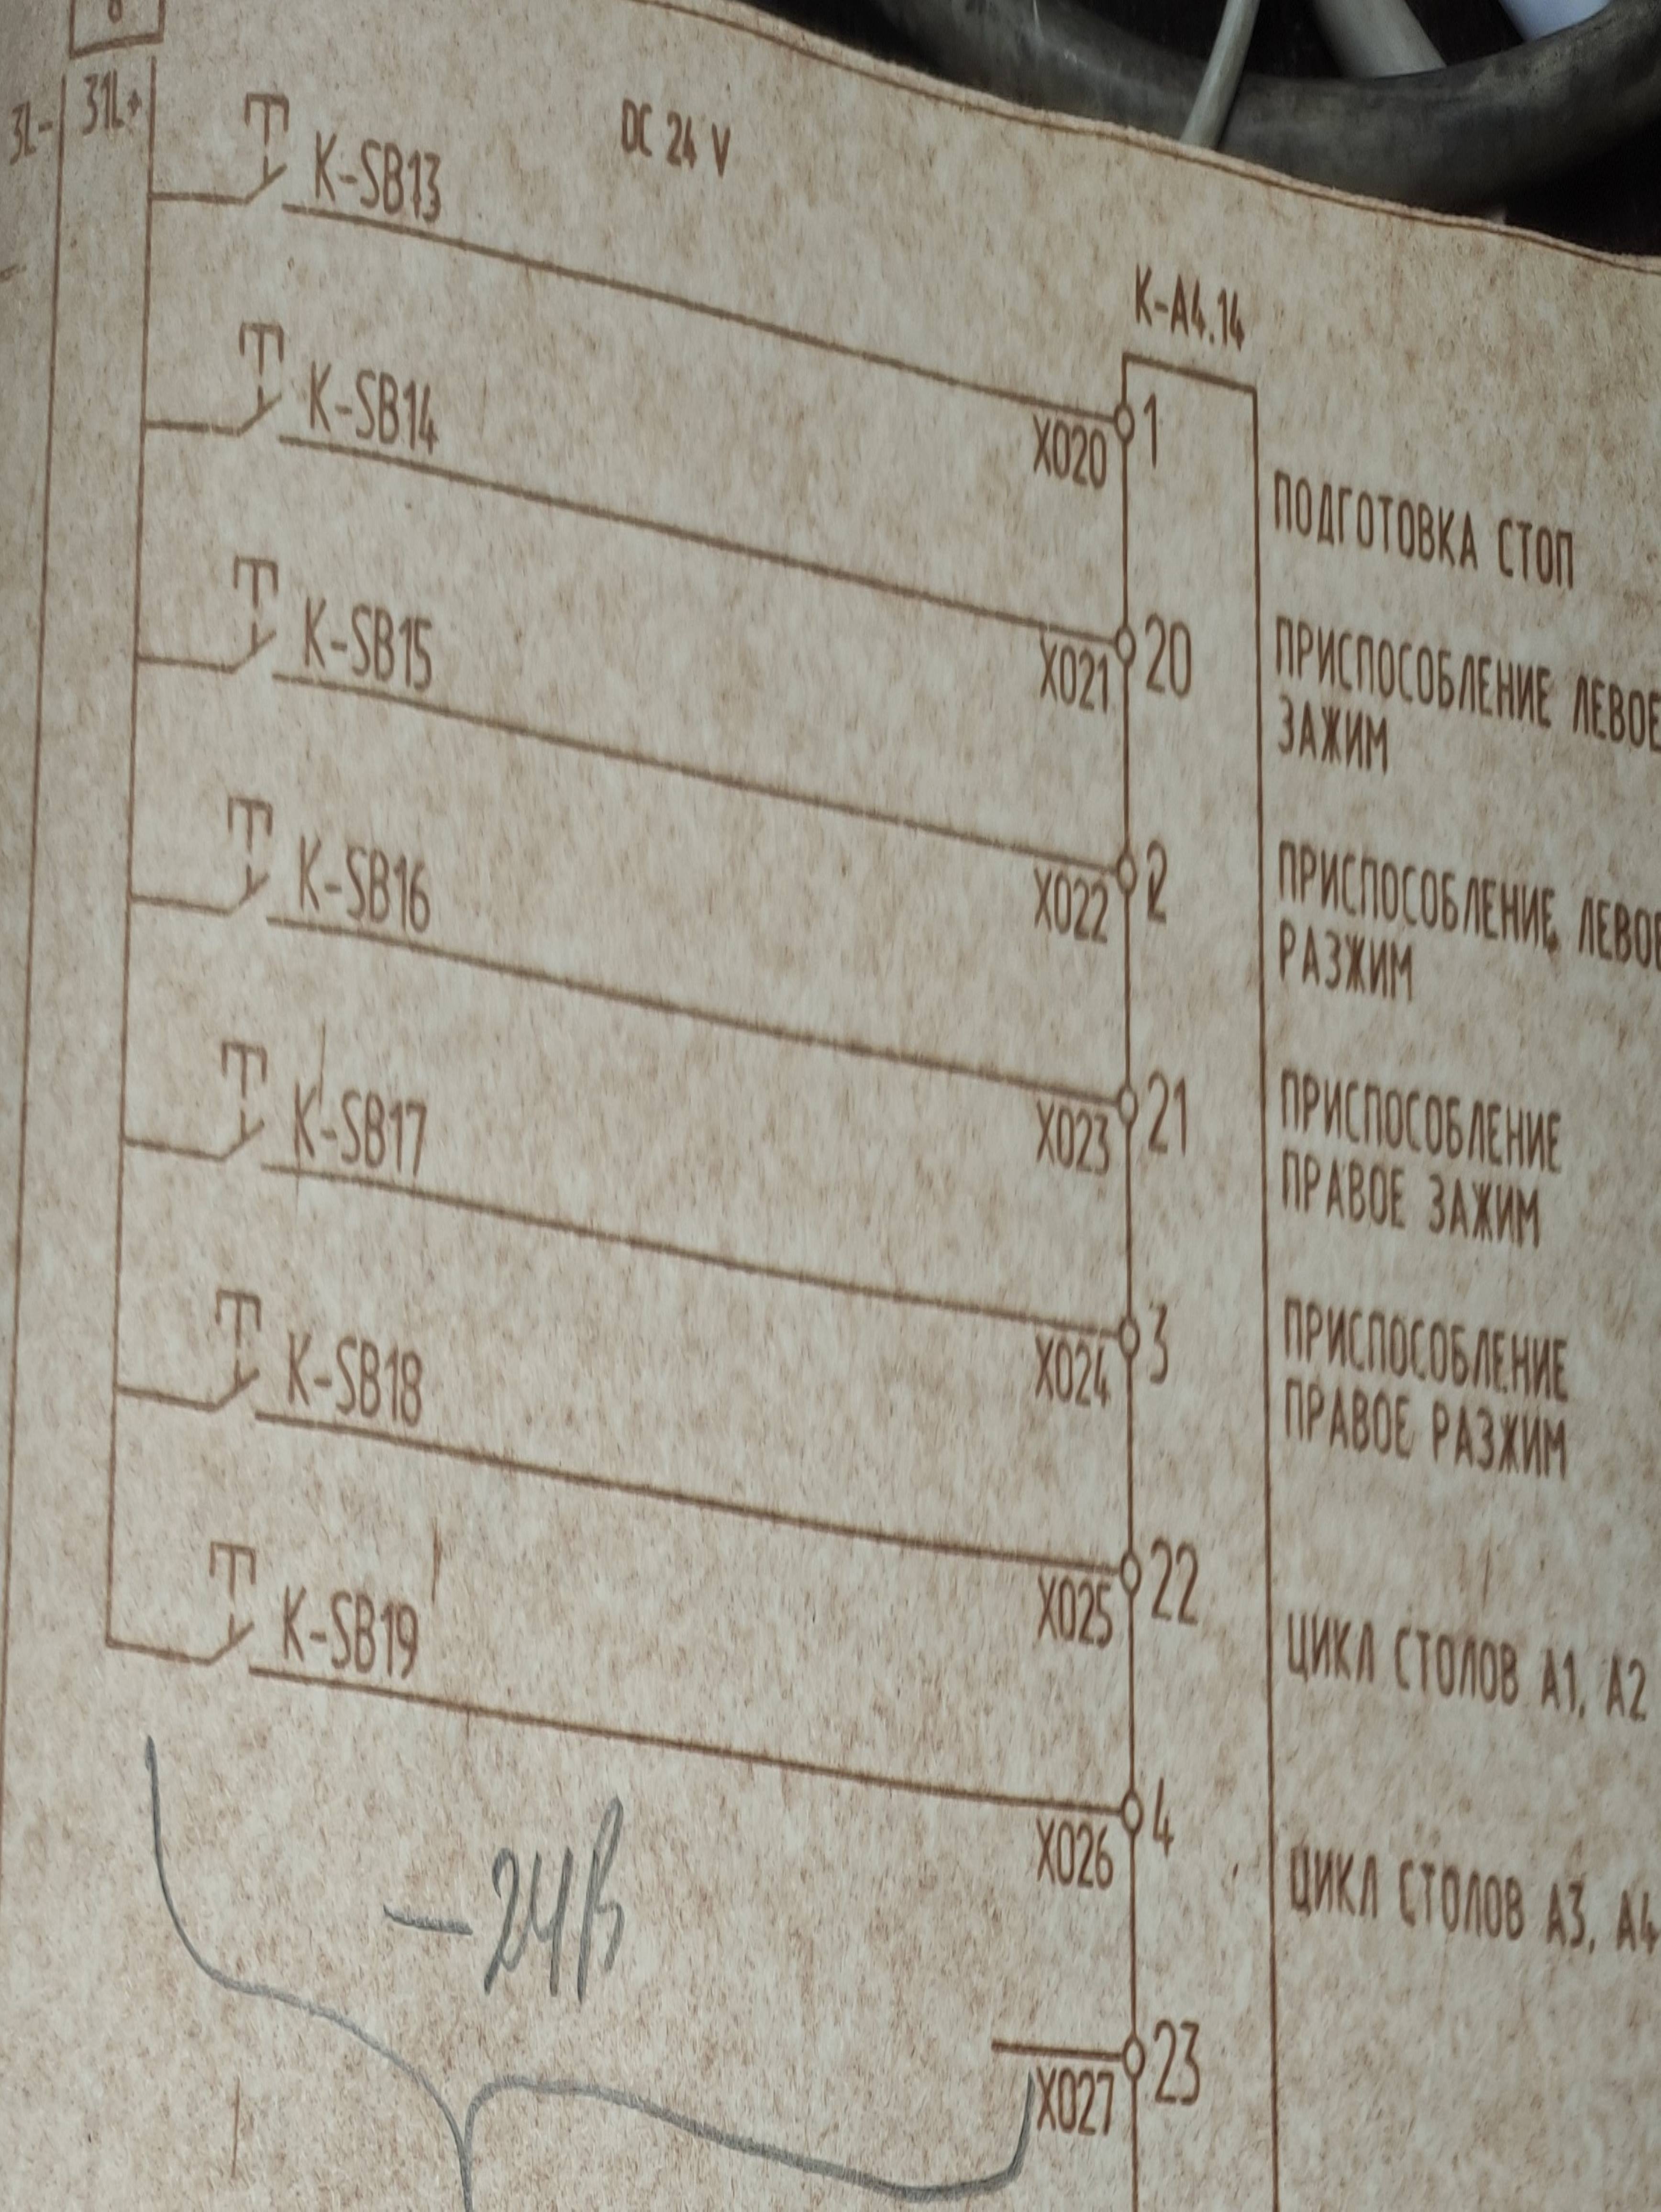 3L-
31L+
DC 24 V
K-SB13
K-A4.14
X020
1
ПОДГОТОВКА СТОП
K-SB14
X021
20
ПРИСПОСОБЛЕНИЕ ЛЕВОЕ
ЗАЖИМ
K-SB15
X022
2
ПРИСПОСОБЛЕНИЕ ЛЕВОЕ
РАЗЖИМ
K-SB16
X023
21
ПРИСПОСОБЛЕНИЕ
ПРАВОЕ ЗАЖИМ
K-SB17
X024
3
ПРИСПОСОБЛЕНИЕ
ПРАВОЕ РАЗЖИМ
K-SB18
X025
22
ЦИКЛ СТОЛОВ А1, А2
K-SB19
X026
4
ЦИКЛ СТОЛОВ А3, А4
-24В
X027
23